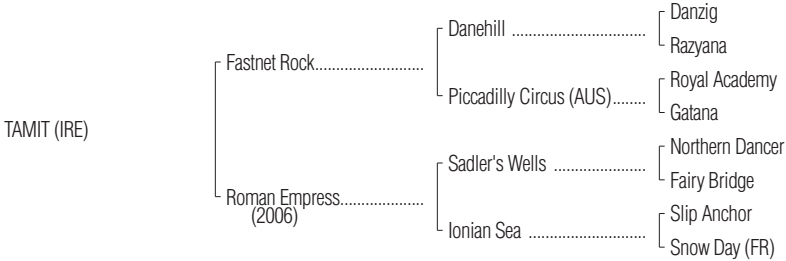 Danzig
Danehill ................................
Razyana
Fastnet Rock..........................
Royal Academy
Piccadilly Circus (AUS)........
Gatana
TAMIT (IRE)
Northern Dancer
Sadler's Wells ......................
Fairy Bridge
Roman Empress....................
(2006)
Slip Anchor
Ionian Sea ............................
Snow Day (FR)